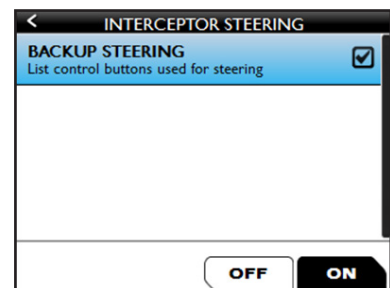 INTERCEPTOR STEERING
BACKUP STEERING
List control buttons used for steering
OFF
ON